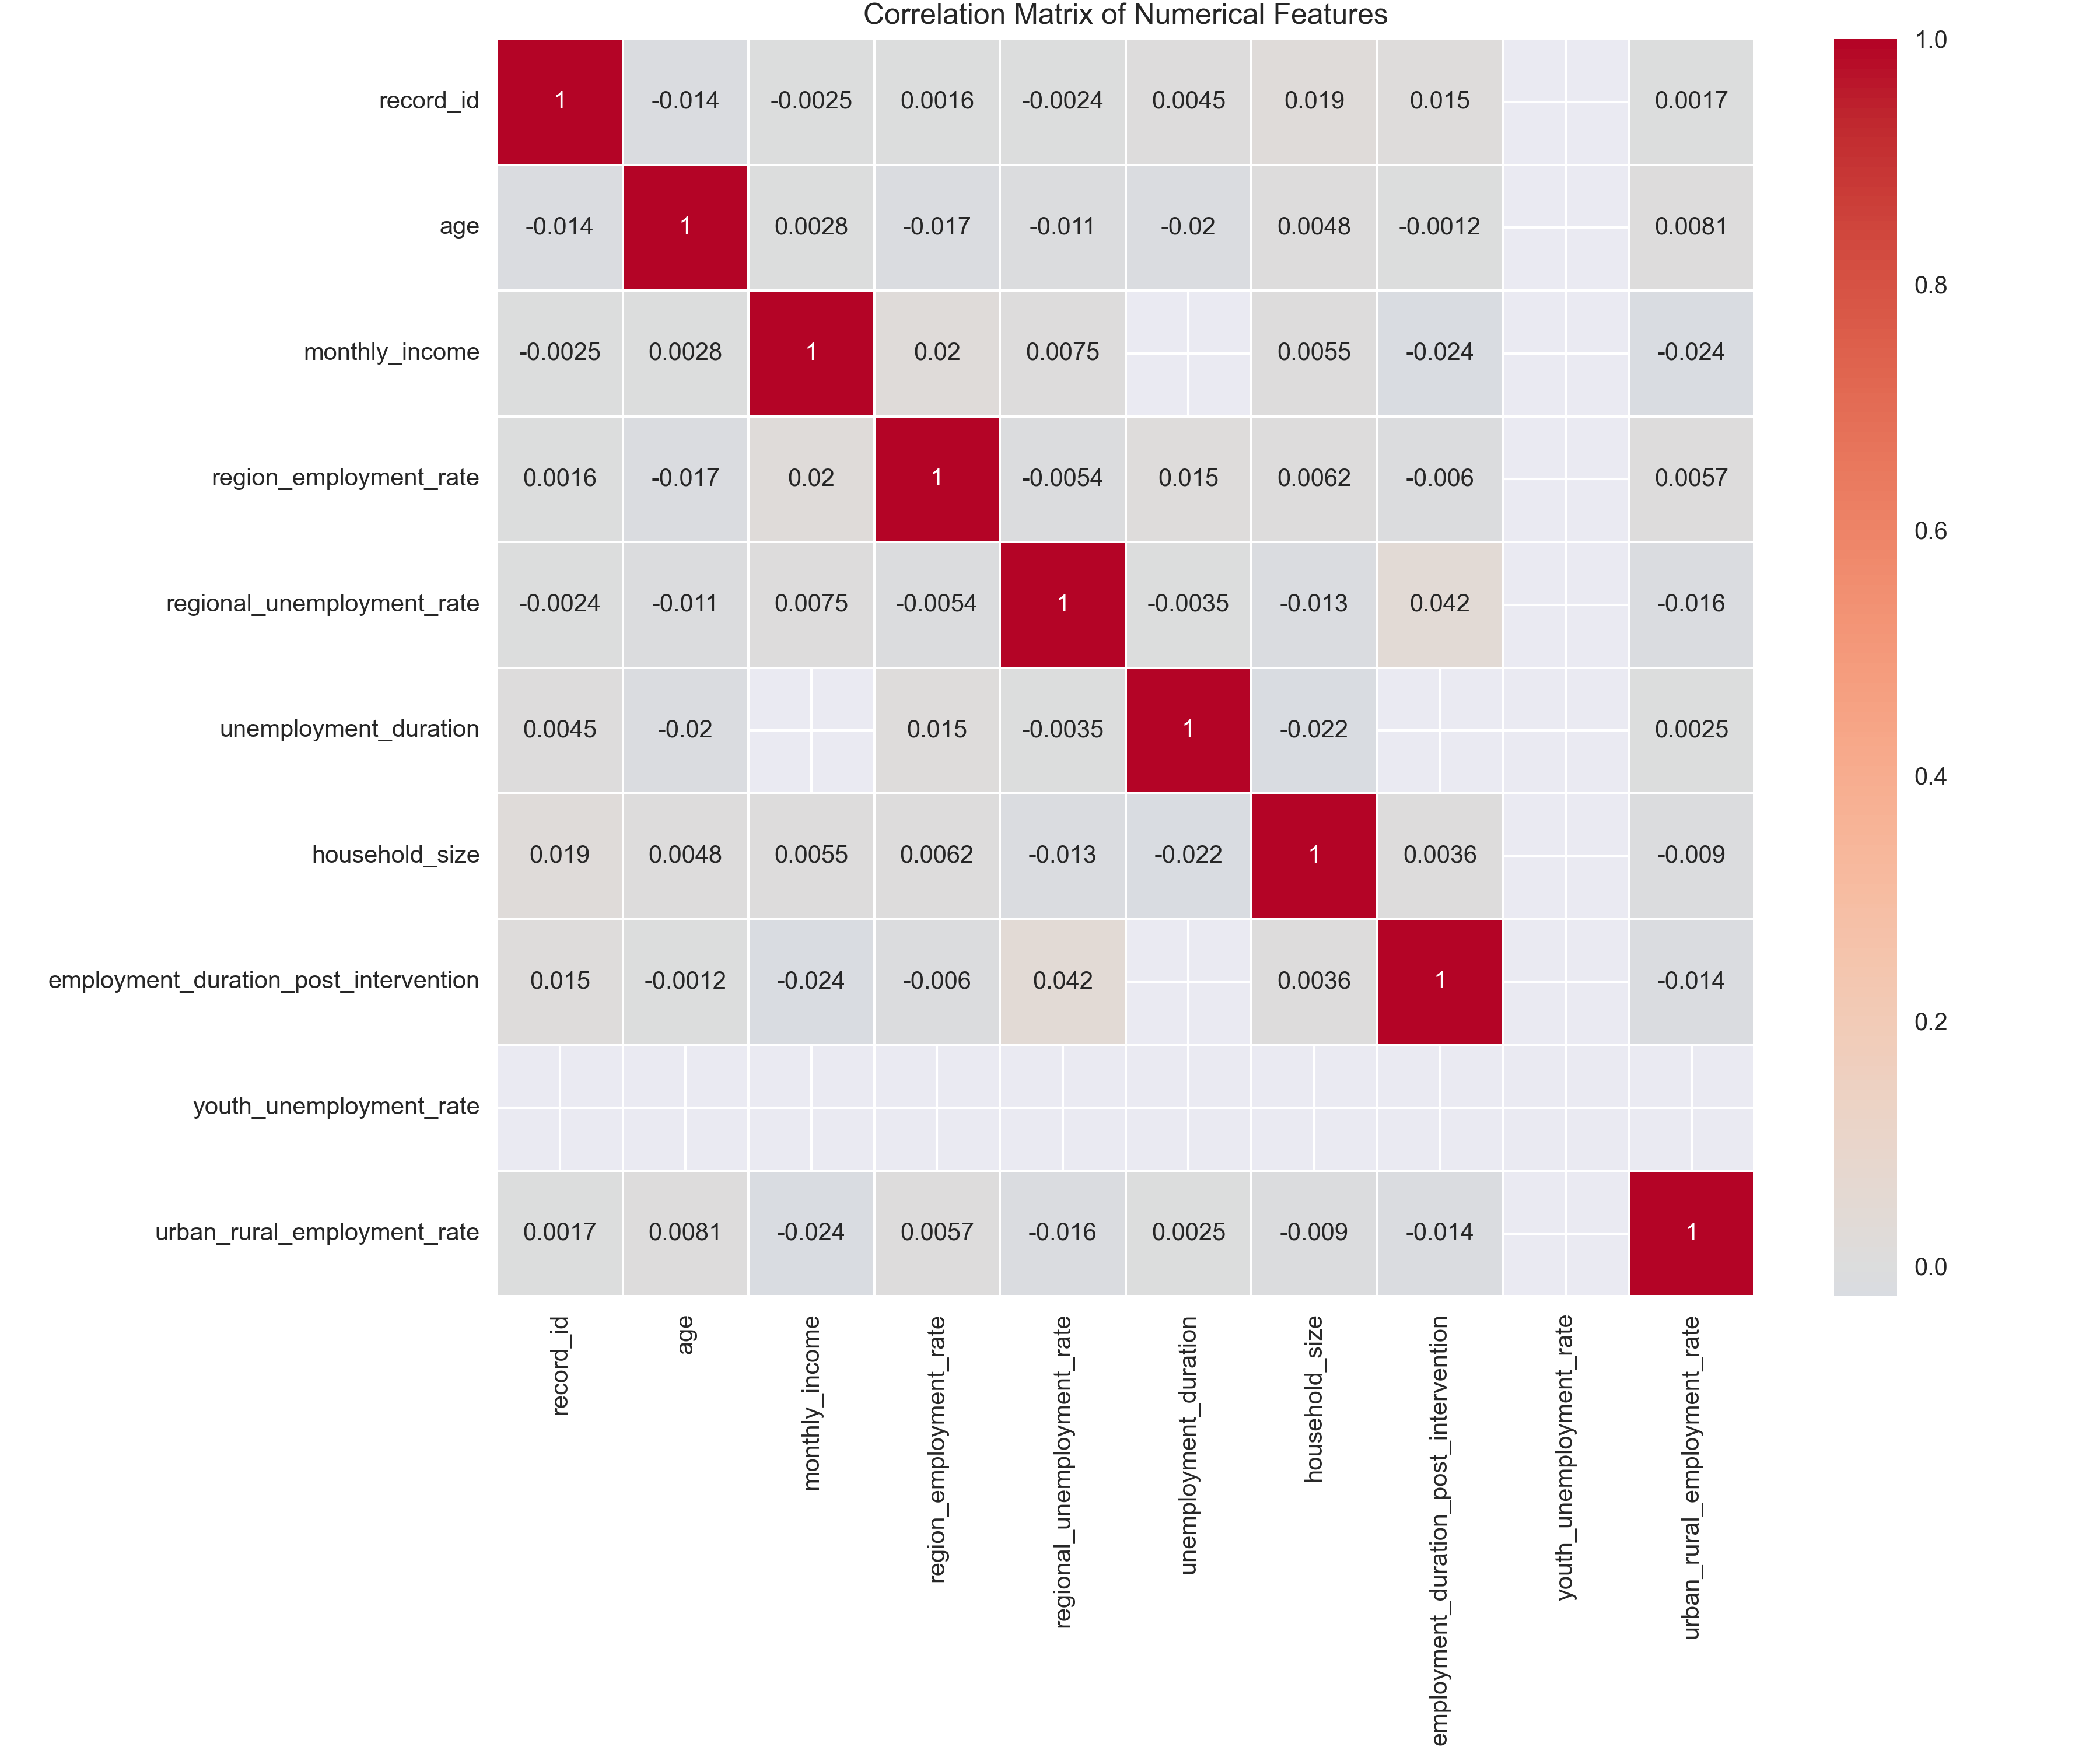 Correlation Matrix of Numerical Features
record_id 1 -0.014 -0.0025 0.0016 -0.0024 0.0045 0.019 0.015 0.0017
age -0.014 1 0.0028 -0.017 -0.011 -0.02 0.0048 -0.0012 0.0081
monthly_income -0.0025 0.0028 1 0.02 0.0075 0.0055 -0.024 -0.024
region_employment_rate 0.0016 -0.017 0.02 1 -0.0054 0.015 0.0062 -0.006 0.0057
regional_unemployment_rate -0.0024 -0.011 0.0075 -0.0054 1 -0.0035 -0.013 0.042 -0.016
unemployment_duration 0.0045 -0.02 0.015 -0.0035 1 -0.022 0.0025
household_size 0.019 0.0048 0.0055 0.0062 -0.013 -0.022 1 0.0036 -0.009
employment_duration_post_intervention 0.015 -0.0012 -0.024 -0.006 0.042 0.0036 1 -0.014
youth_unemployment_rate
urban_rural_employment_rate 0.0017 0.0081 -0.024 0.0057 -0.016 0.0025 -0.009 -0.014 1
record_id
age
monthly_income
region_employment_rate
regional_unemployment_rate
unemployment_duration
household_size
employment_duration_post_intervention
youth_unemployment_rate
urban_rural_employment_rate
1.0
0.8
0.6
0.4
0.2
0.0